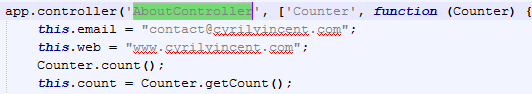 app.controller('AboutController', ['Counter', function (Counter) {
this.email = "contact@cyrilvincent.com";
this.web = "www.cyrilvincent.com";
Counter.count();
this.count = Counter.getCount();